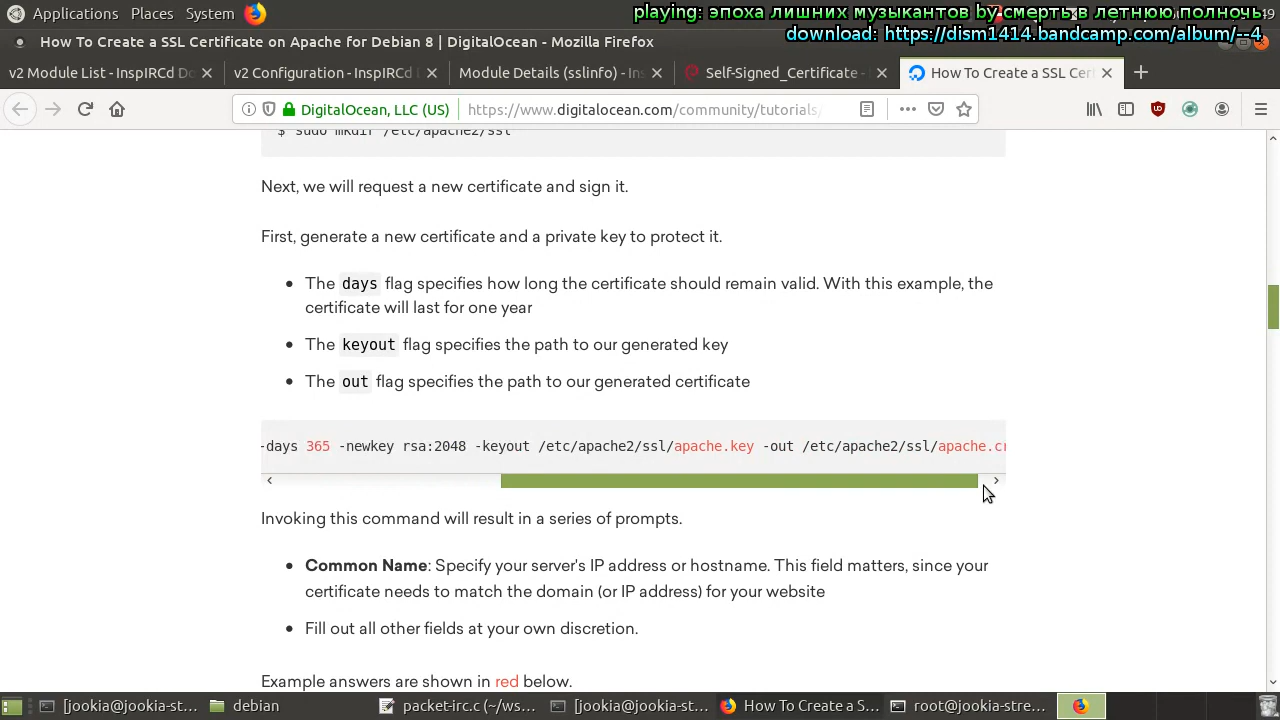 Applications Places System
49
playing: эпоха лишних музыкантов by смерть в летнюю полночь
download: https://dism1414.bandcamp.com/album/--4
How To Create a SSL Certificate on Apache for Debian 8 | DigitalOcean - Mozilla Firefox
v2 Module List - InspIRCd Do
v2 Configuration - InspIRCd
Module Details (sslinfo) - Ins
Self-Signed_Certificate -
How To Create a SSL Cer
DigitalOcean, LLC (US)
https://www.digitalocean.com/community/tutorials/
$ sudo mkdir /etc/apache2/ssl
Next, we will request a new certificate and sign it.
First, generate a new certificate and a private key to protect it.
The days flag specifies how long the certificate should remain valid. With this example, the
certificate will last for one year
The keyout flag specifies the path to our generated key
The out flag specifies the path to our generated certificate
-days 365 -newkey rsa:2048 -keyout /etc/apache2/ssl/apache.key -out /etc/apache2/ssl/apache.cr
Invoking this command will result in a series of prompts.
Common Name: Specify your server's IP address or hostname. This field matters, since your
certificate needs to match the domain (or IP address) for your website
Fill out all other fields at your own discretion.
Example answers are shown in red below.
[jookia@jookia-st...
debian
packet-irc.c (~/ws...
[jookia@jookia-st...
How To Create a S...
root@jookia-stre...